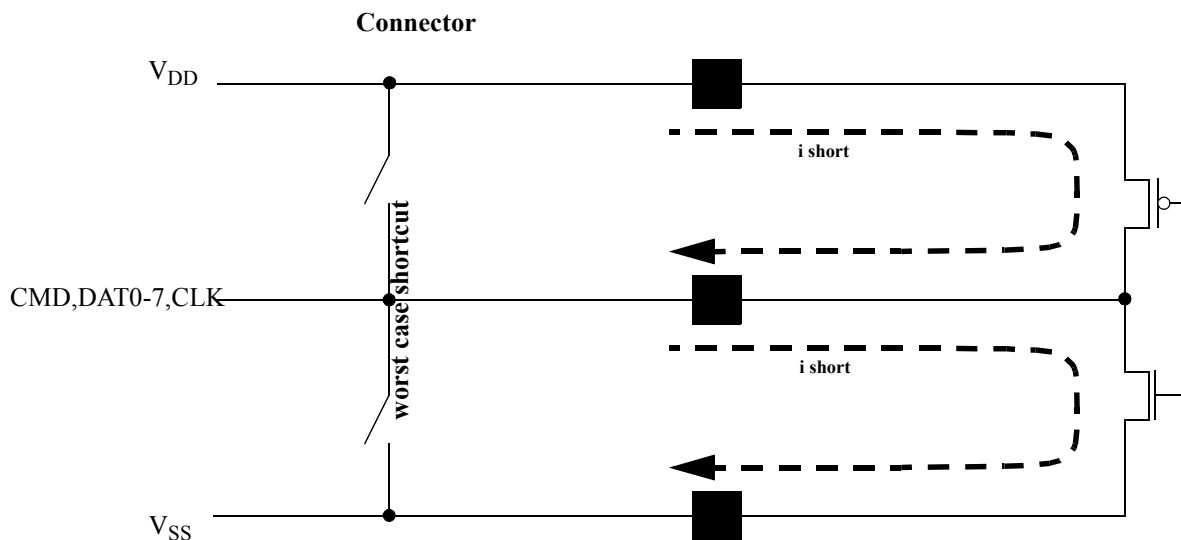 Connector
VDD
i short
worst case shortcut
CMD,DAT0-7,CLK
i short
VSS